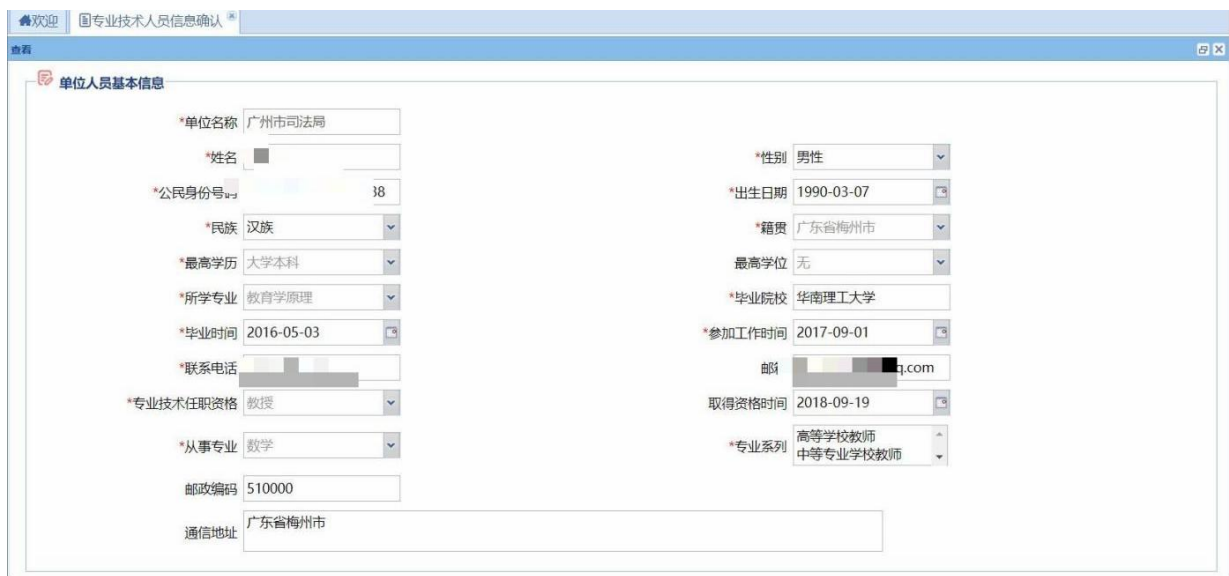 欢迎 专业技术人员信息确认
查看
单位人员基本信息
*单位名称 广州市司法局
*姓名 *性别 男性
*公民身份号 38 *出生日期 1990-03-07
*民族 汉族 *籍贯 广东省梅州市
*最高学历 大学本科 最高学位 无
*所学专业 教育学原理 *毕业院校 华南理工大学
*毕业时间 2016-05-03 *参加工作时间 2017-09-01
*联系电话 q.com
*专业技术任职资格 教授 取得资格时间 2018-09-19
*从事专业 数学 *专业系列 高等学校教师
中等专业学校教师
邮政编码 510000
通信地址 广东省梅州市